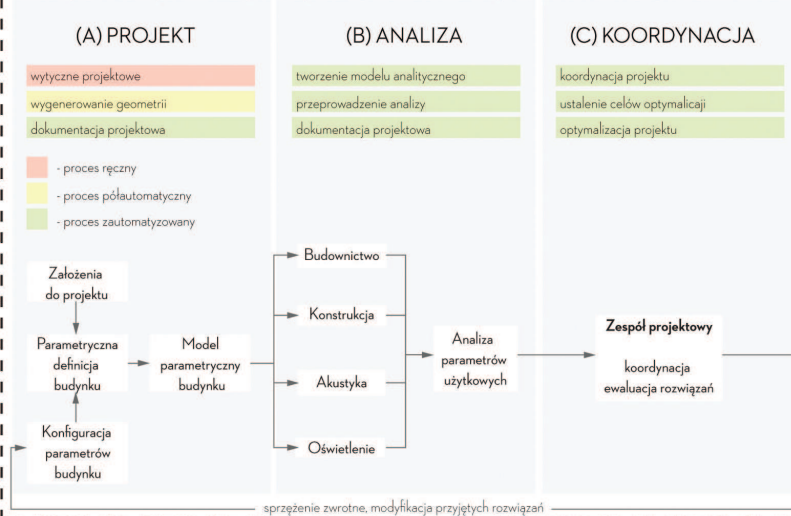 (A) PROJEKT
wytyczne projektowe
wygenerowanie geometrii
dokumentacja projektowa
- proces ręczny
- proces półautomatyczny
- proces zautomatyzowany
(B) ANALIZA
tworzenie modelu analitycznego
przeprowadzenie analizy
dokumentacja projektowa
(C) KOORDYNACJA
koordynacja projektu
ustalenie celów optymalicaji
optymalizacja projektu
Założenia
do projektu
Parametryczna
definicja
budynku
Konfiguracja
parametrów
budynku
Model
parametryczny
budynku
Budownictwo
Konstrukcja
Akustyka
Oświetlenie
Analiza
parametrów
użytkowych
Zespół projektowy
koordynacja
ewaluacja rozwiązań
sprzężenie zwrotne, modyfikacja przyjętych rozwiązań